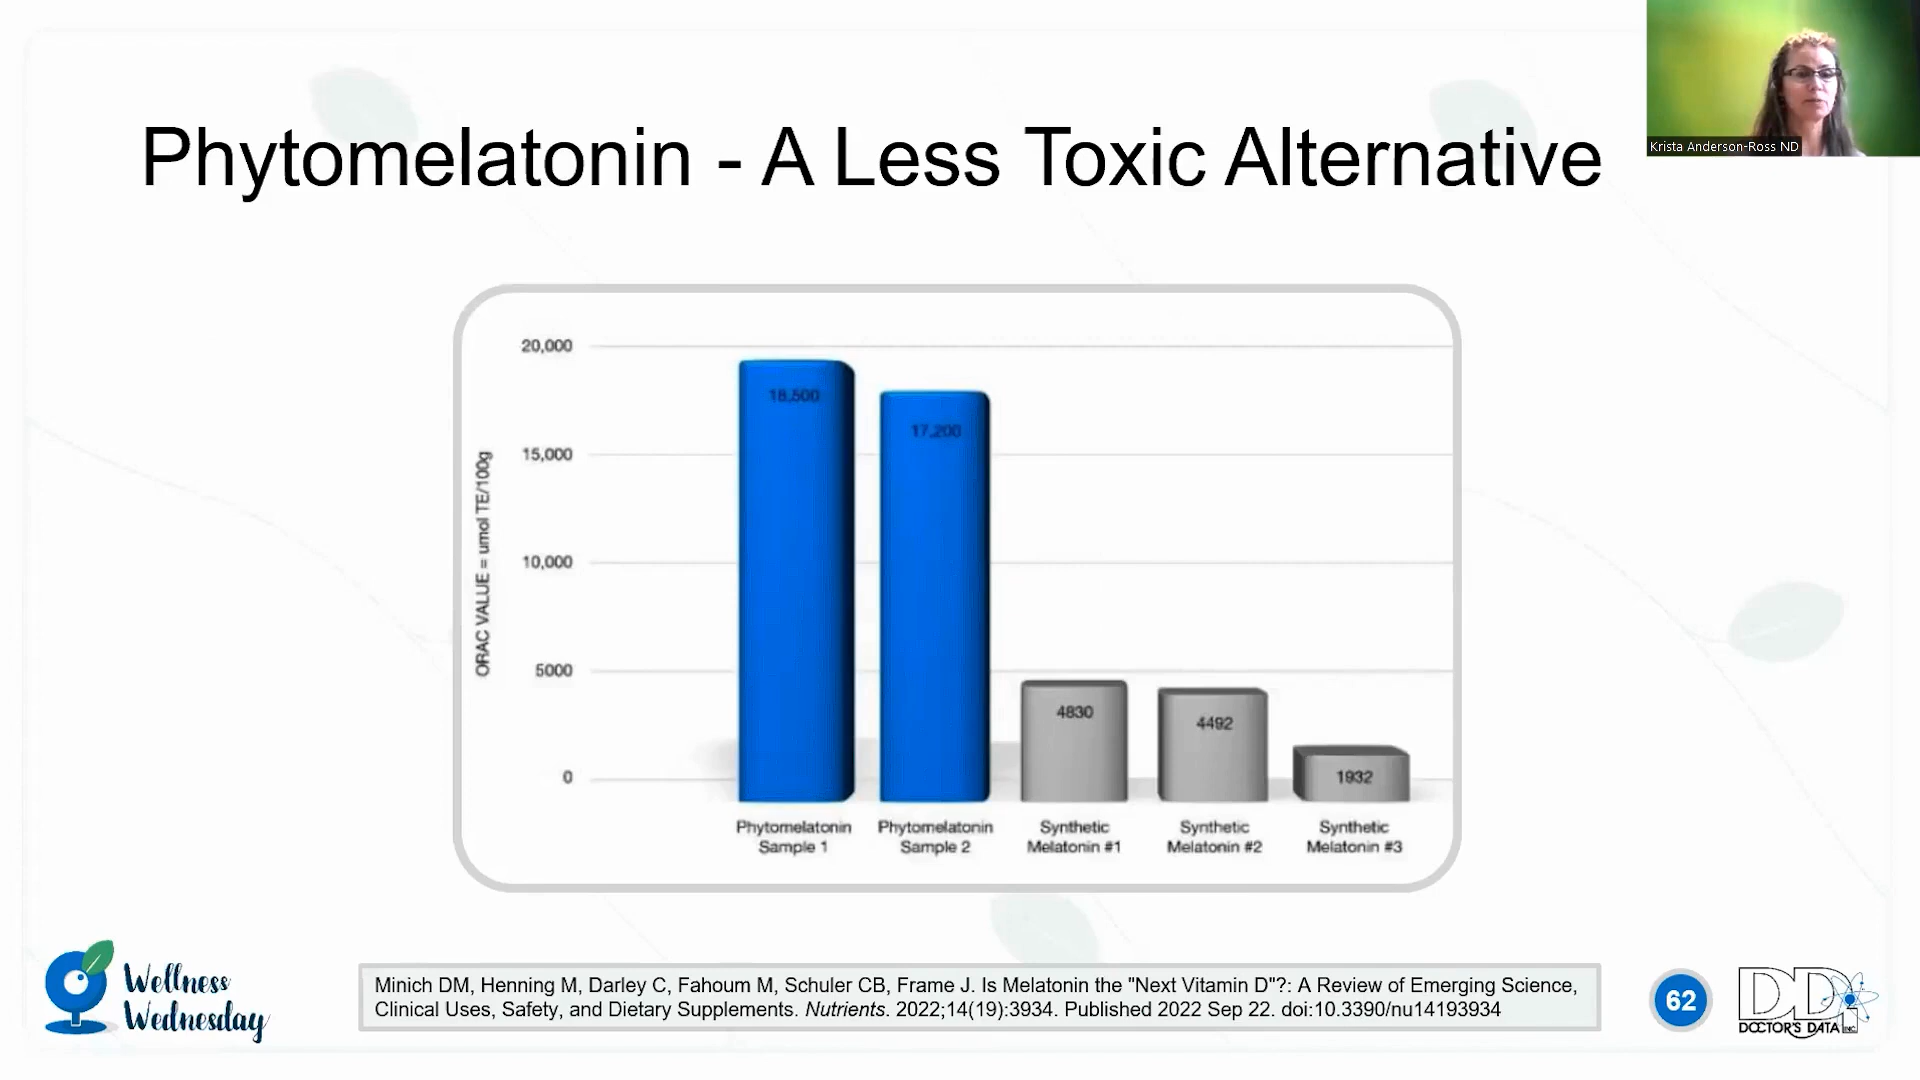 Phytomelatonin - A Less Toxic Alternative
Krista Anderson-Ross ND
ORAC VALUE = umol TE/100g
20,000
15,000
10,000
5000
0
18,500
17,200
4830
4492
1932
Phytomelatonin
Sample 1
Phytomelatonin
Sample 2
Synthetic
Melatonin #1
Synthetic
Melatonin #2
Synthetic
Melatonin #3
Wellness
Wednesday
Minich DM, Henning M, Darley C, Fahoum M, Schuler CB, Frame J. Is Melatonin the "Next Vitamin D"?: A Review of Emerging Science,
Clinical Uses, Safety, and Dietary Supplements. Nutrients. 2022;14(19):3934. Published 2022 Sep 22. doi:10.3390/nu14193934
62
DDI
DOCTOR'S DATA INC.